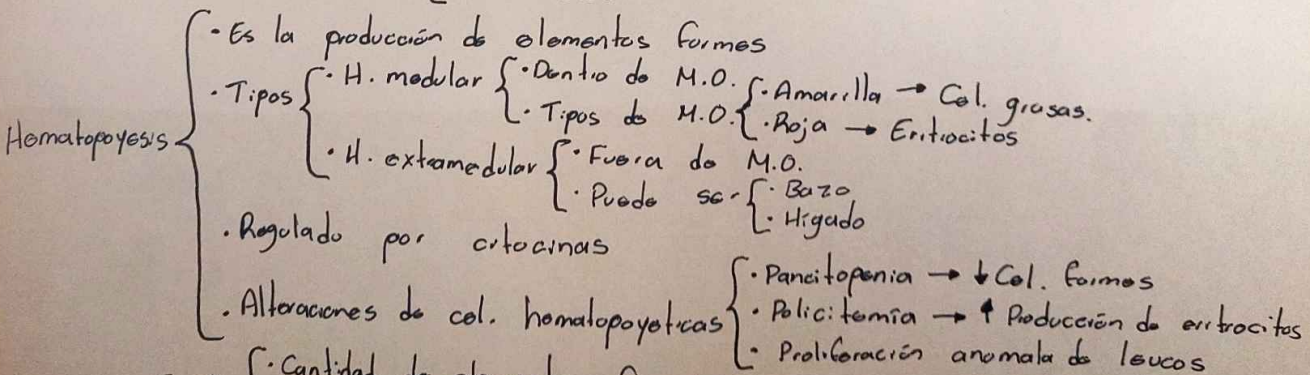 Hematopoyesis
· Es la producción de elementos formes
· Tipos
· H. medular
· Dentro de M.O.
· Tipos de M.O.
· Amarilla → Cel. grasas.
· Roja → Eritrocitos
· H. extramedular
· Fuera de M.O.
· Puede ser
· Bazo
· Hígado
· Regulado por citocinas
· Alteraciones de cel. hematopoyeticas
· Pancitopenia → ↓ Cel. formes
· Policitemia → ↑ Producción de eritrocitos
· Proliferación anomala de leucos
· Cantidad